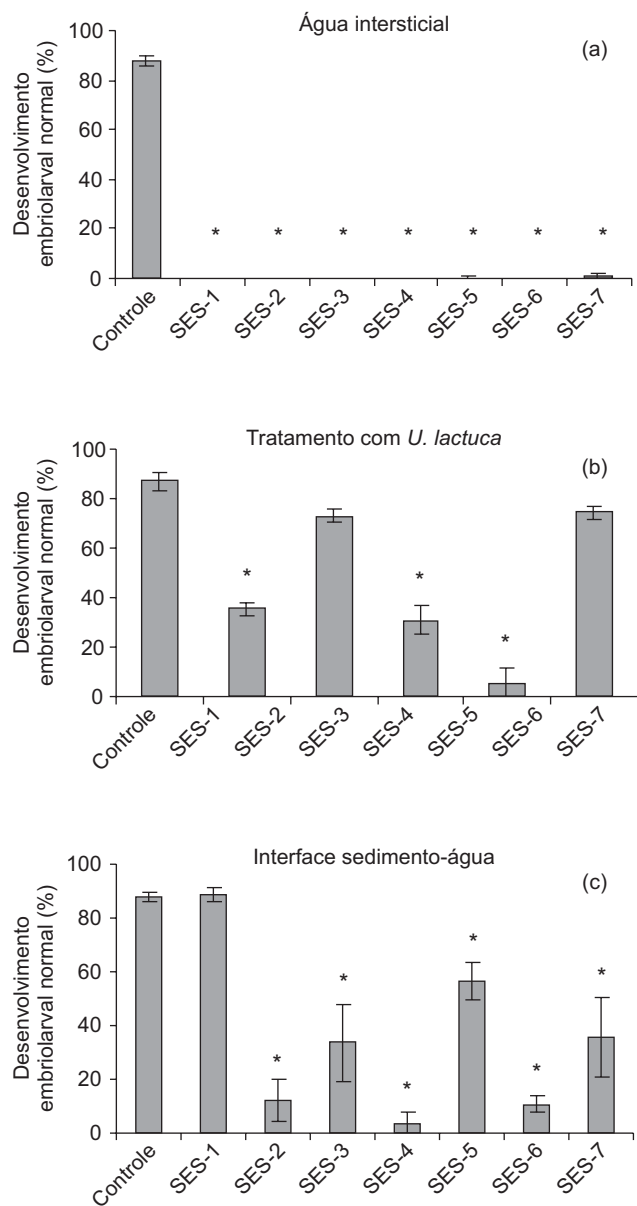 Água intersticial
(a)
Desenvolvimento
embriolarval normal (%)
100
80
60
40
20
0
* * * * * * *
Controle
SES-1
SES-2
SES-3
SES-4
SES-5
SES-6
SES-7
Tratamento com U. lactuca
(b)
Desenvolvimento
embriolarval normal (%)
100
80
60
40
20
0
* * *
Controle
SES-1
SES-2
SES-3
SES-4
SES-5
SES-6
SES-7
Interface sedimento-água
(c)
Desenvolvimento
embriolarval normal (%)
100
80
60
40
20
0
* * * * * *
Controle
SES-1
SES-2
SES-3
SES-4
SES-5
SES-6
SES-7